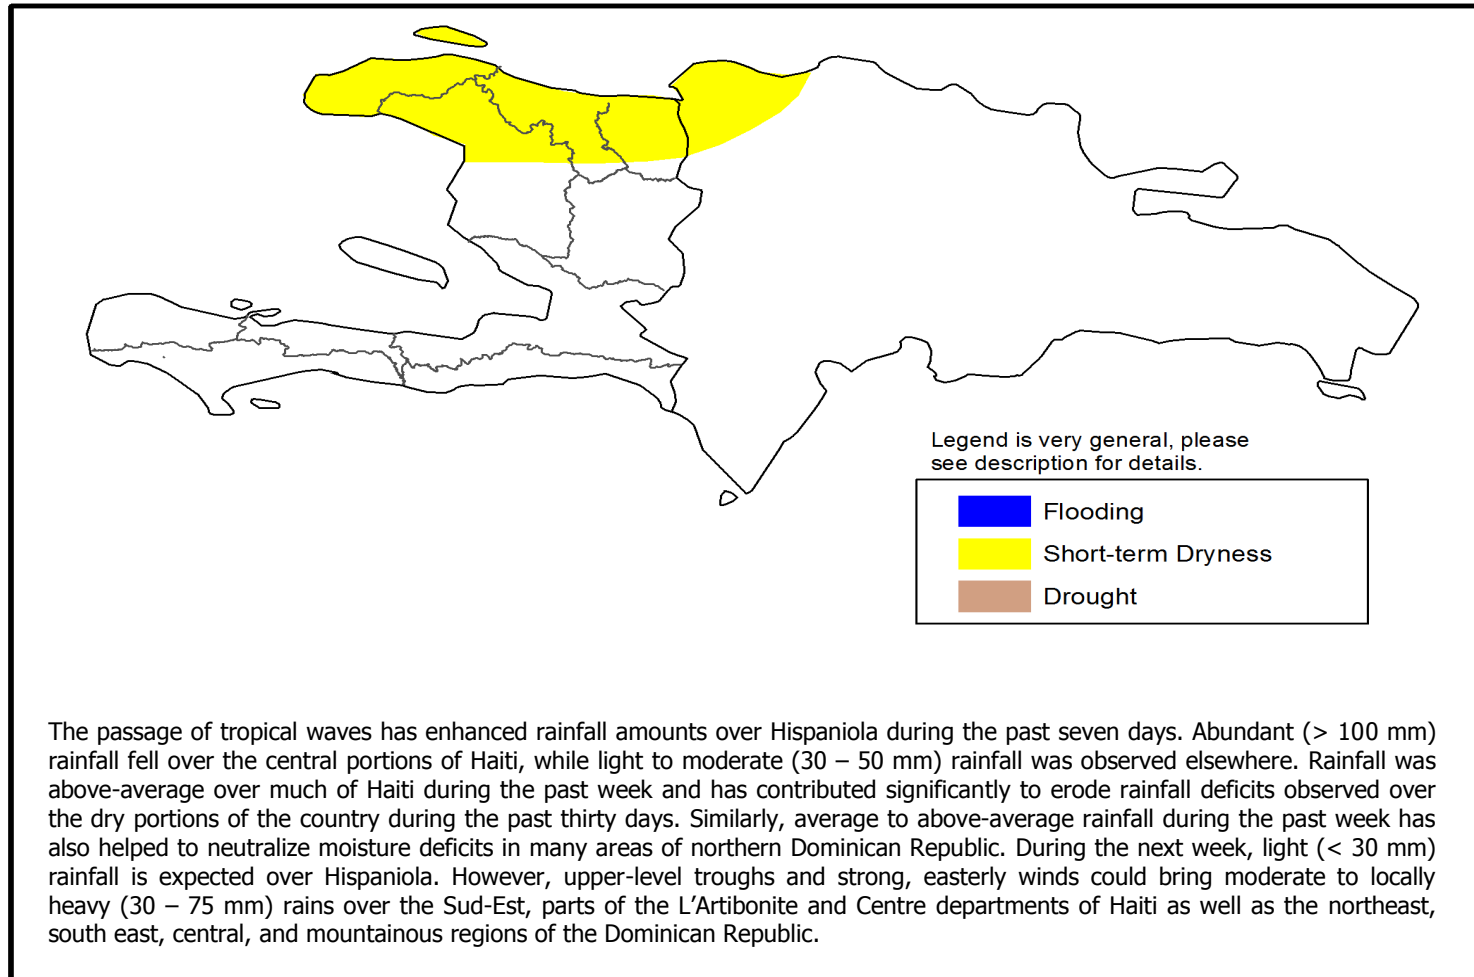 Legend is very general, please
see description for details.
Flooding
Short-term Dryness
Drought
The passage of tropical waves has enhanced rainfall amounts over Hispaniola during the past seven days. Abundant (> 100 mm)
rainfall fell over the central portions of Haiti, while light to moderate (30 – 50 mm) rainfall was observed elsewhere. Rainfall was
above-average over much of Haiti during the past week and has contributed significantly to erode rainfall deficits observed over
the dry portions of the country during the past thirty days. Similarly, average to above-average rainfall during the past week has
also helped to neutralize moisture deficits in many areas of northern Dominican Republic. During the next week, light (< 30 mm)
rainfall is expected over Hispaniola. However, upper-level troughs and strong, easterly winds could bring moderate to locally
heavy (30 – 75 mm) rains over the Sud-Est, parts of the L’Artibonite and Centre departments of Haiti as well as the northeast,
south east, central, and mountainous regions of the Dominican Republic.